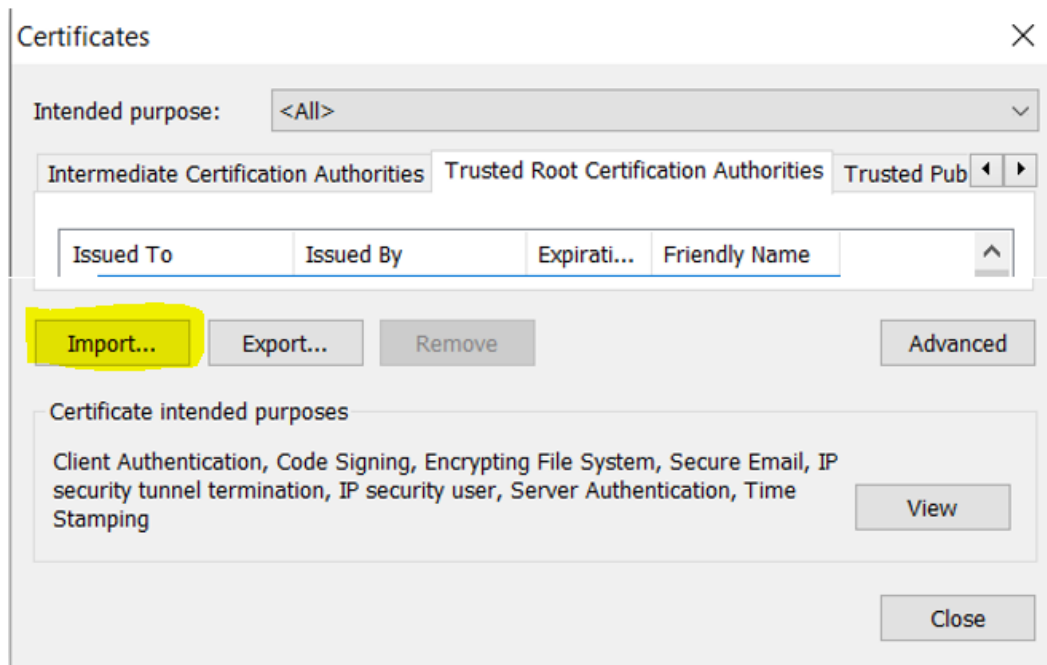 Certificates
Intended purpose: <All>
Intermediate Certification Authorities Trusted Root Certification Authorities Trusted Pub
Issued To Issued By Expirati... Friendly Name
Import... Export... Remove Advanced
Certificate intended purposes
Client Authentication, Code Signing, Encrypting File System, Secure Email, IP
security tunnel termination, IP security user, Server Authentication, Time
Stamping
View
Close